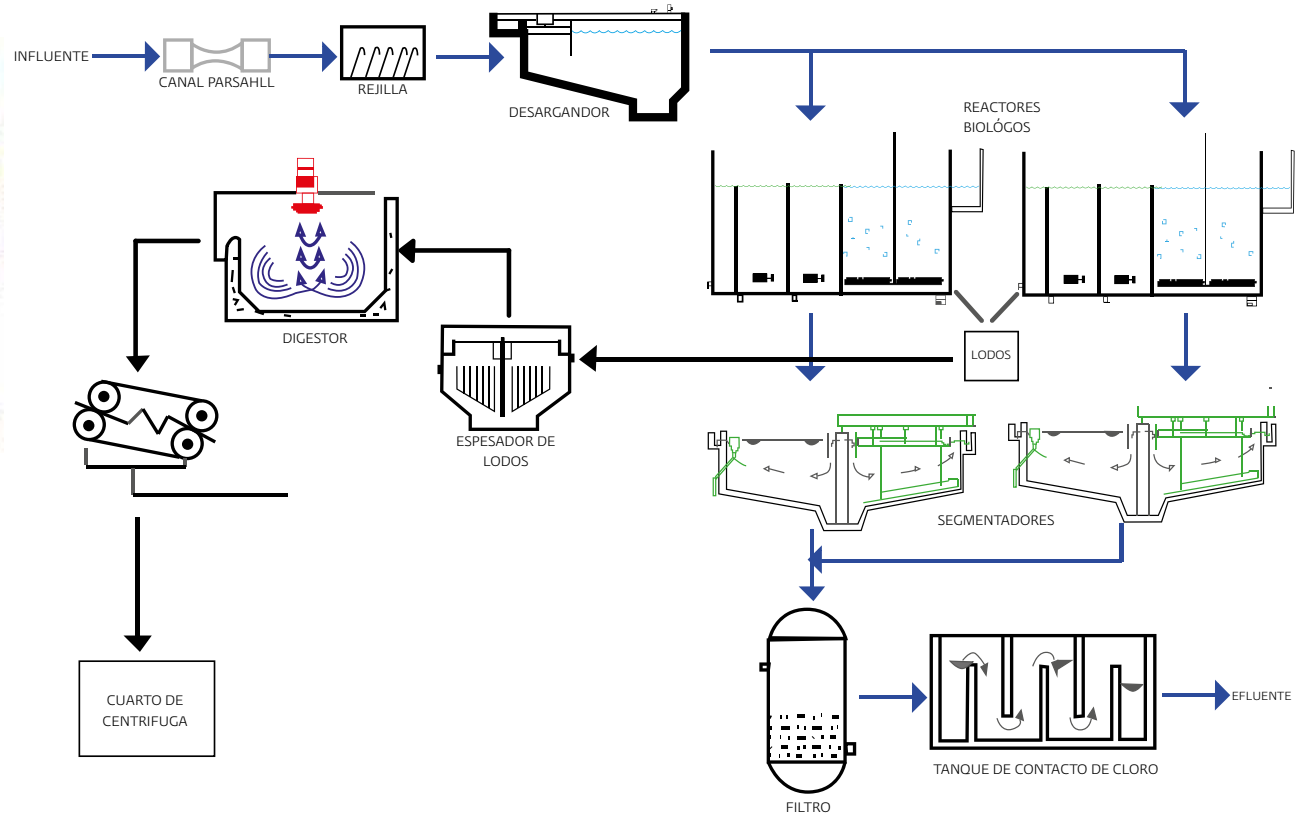 INFLUENTE
CANAL PARSAHLL
REJILLA
DESARGANDOR
REACTORES
BIOLÓGOS
DIGESTOR
LODOS
ESPESADOR DE
LODOS
SEGMENTADORES
CUARTO DE
CENTRIFUGA
EFLUENTE
TANQUE DE CONTACTO DE CLORO
FILTRO